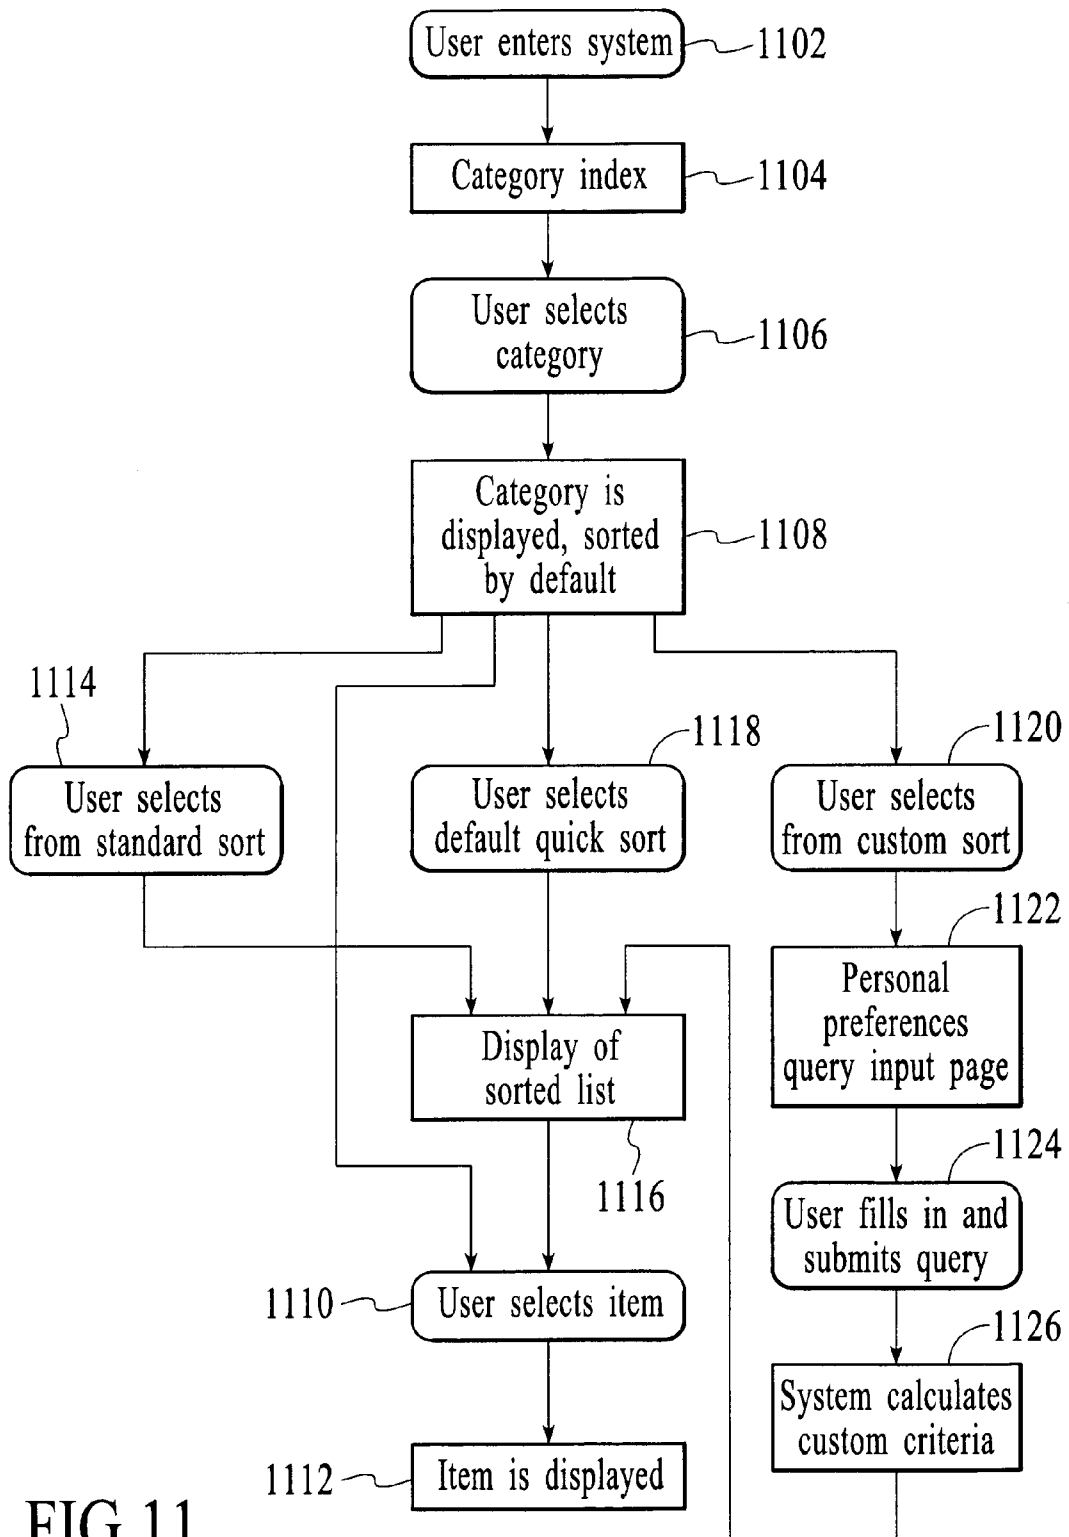 User enters system
1102
Category index
1104
User selects
category
1106
Category is
displayed, sorted
by default
1108
1114
User selects
from standard sort
1118
User selects
default quick sort
1120
User selects
from custom sort
1122
Personal
preferences
query input page
Display of
sorted list
1116
1124
User fills in and
submits query
1110
User selects item
1126
System calculates
custom criteria
1112
Item is displayed
FIG. 11